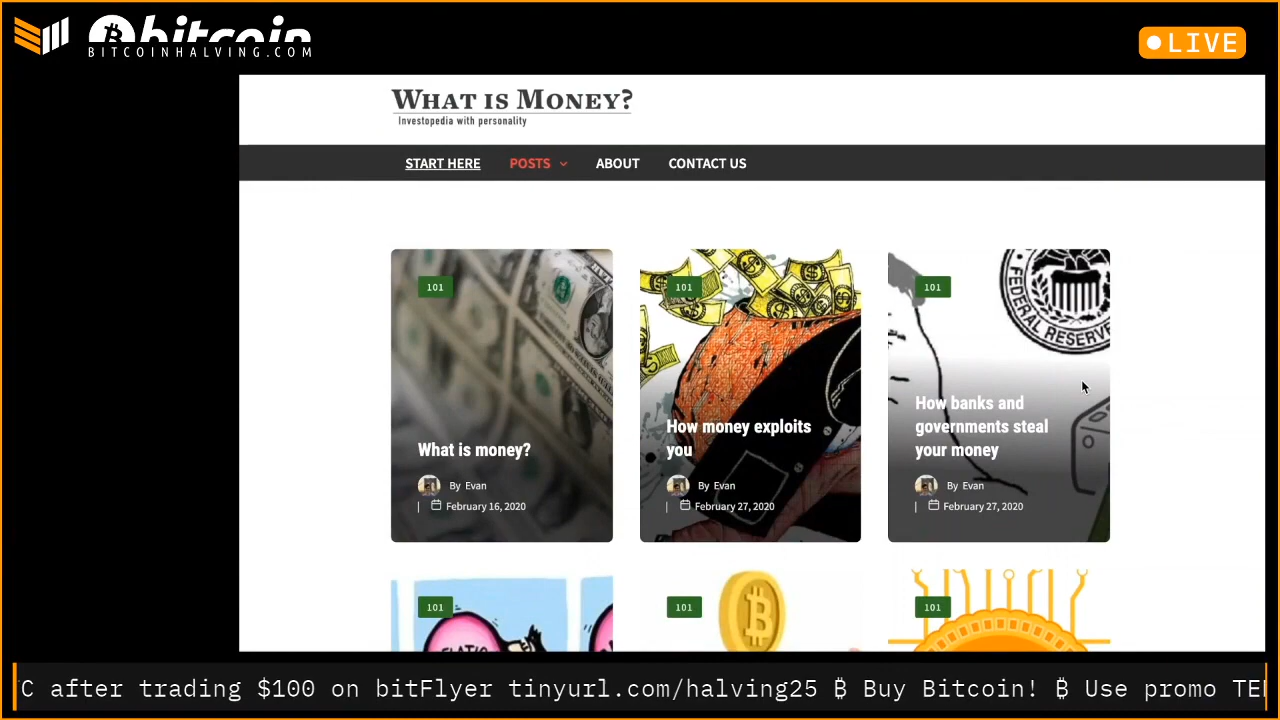 bitcoin
BITCOINHALVING.COM
LIVE
WHAT IS MONEY?
Investopedia with personality
START HERE POSTS ABOUT CONTACT US
101
What is money?
By Evan
| February 16, 2020
101
How money exploits
you
By Evan
| February 27, 2020
FEDERAL RESERVE
101
How banks and
governments steal
your money
By Evan
| February 27, 2020
101
101
101
C after trading $100 on bitFlyer tinyurl.com/halving25 ₿ Buy Bitcoin! ₿ Use promo